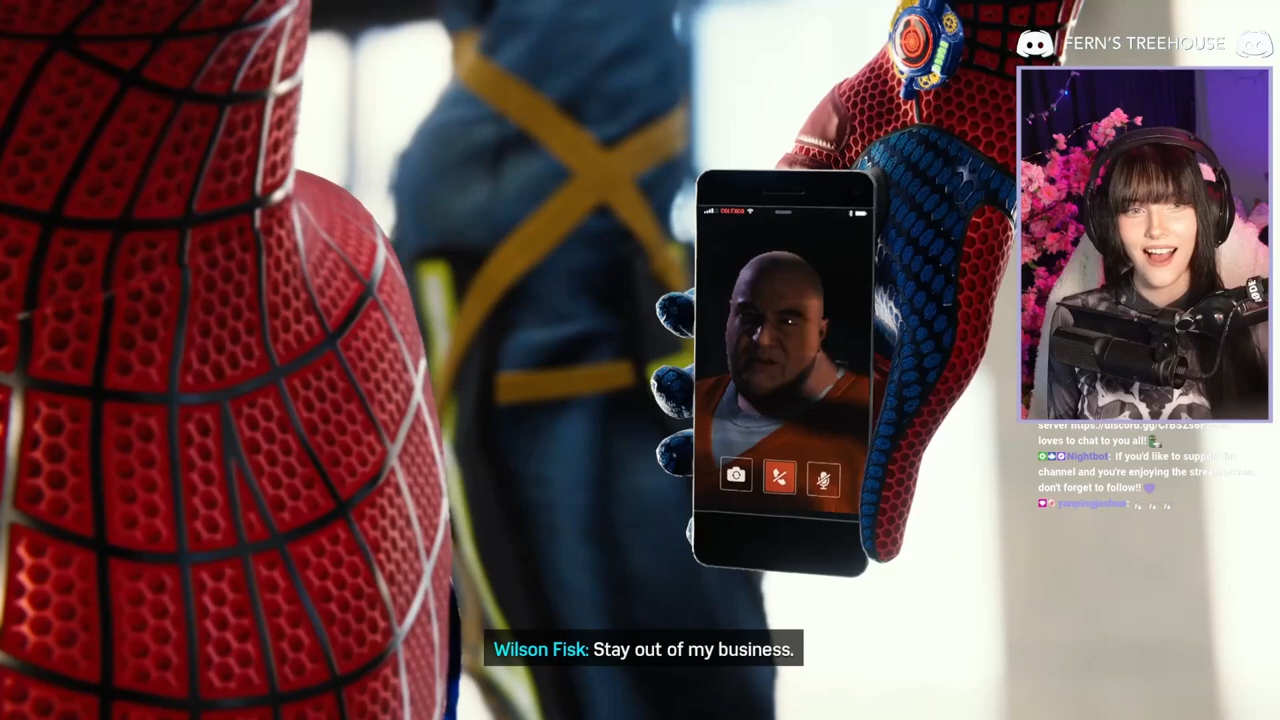 FERN'S TREEHOUSE
COLTXCO
server https://discord.gg/
loves to chat to you all!
Nightbot: If you'd like to support the
channel and you're enjoying the stream please
don't forget to follow!!
Wilson Fisk: Stay out of my business.